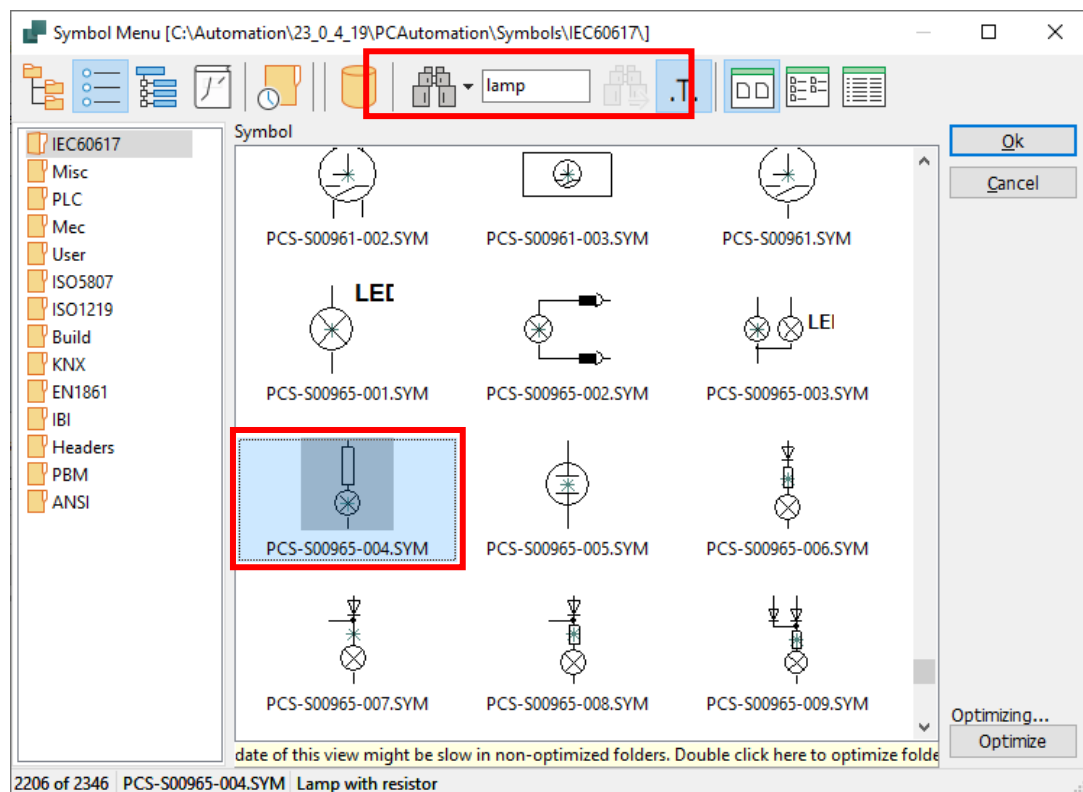 Symbol Menu [C:\Automation\23_0_4_19\PCAutomation\Symbols\IEC60617\]
lamp
.T.
Symbol
IEC60617
Misc
PLC
Mec
User
ISO5807
ISO1219
Build
KNX
EN1861
IBI
Headers
PBM
ANSI
PCS-S00961-002.SYM PCS-S00961-003.SYM PCS-S00961.SYM
LED
LEI
PCS-S00965-001.SYM PCS-S00965-002.SYM PCS-S00965-003.SYM
PCS-S00965-004.SYM PCS-S00965-005.SYM PCS-S00965-006.SYM
PCS-S00965-007.SYM PCS-S00965-008.SYM PCS-S00965-009.SYM
date of this view might be slow in non-optimized folders. Double click here to optimize folde
Ok
Cancel
Optimizing...
Optimize
2206 of 2346 PCS-S00965-004.SYM Lamp with resistor